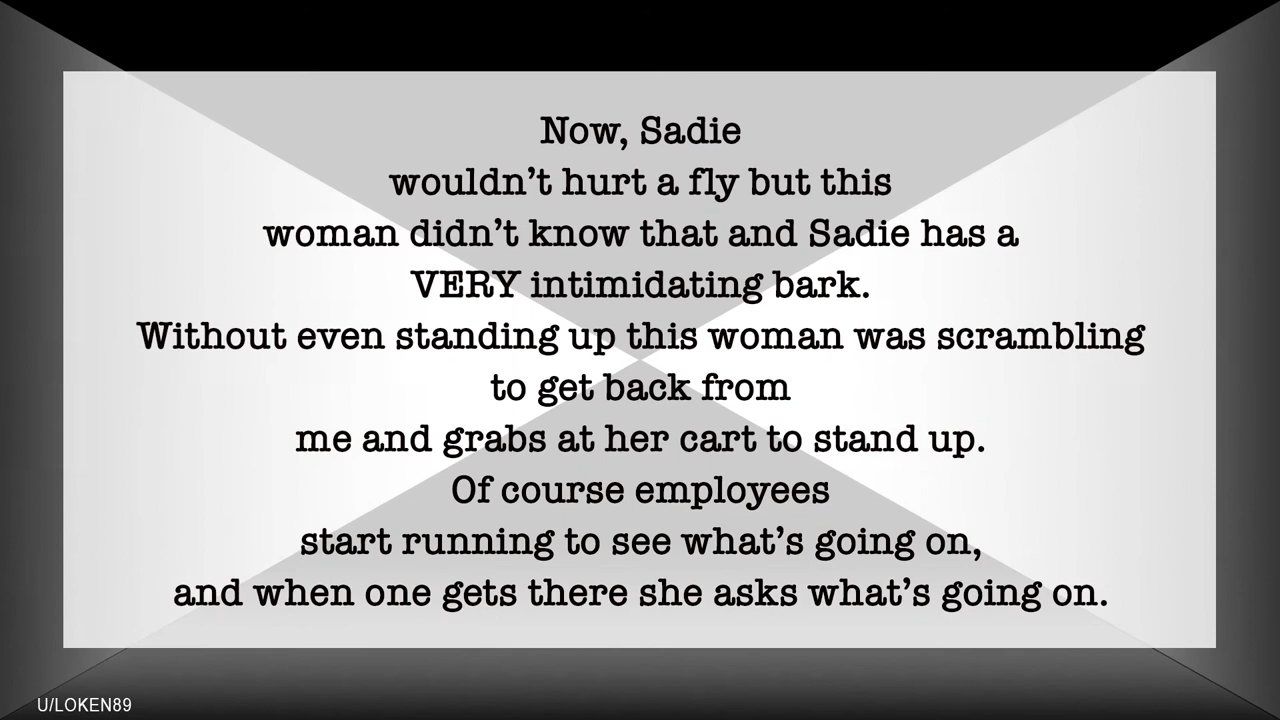 Now, Sadie
wouldn’t hurt a fly but this
woman didn’t know that and Sadie has a
VERY intimidating bark.
Without even standing up this woman was scrambling
to get back from
me and grabs at her cart to stand up.
Of course employees
start running to see what’s going on,
and when one gets there she asks what’s going on.
U/LOKEN89